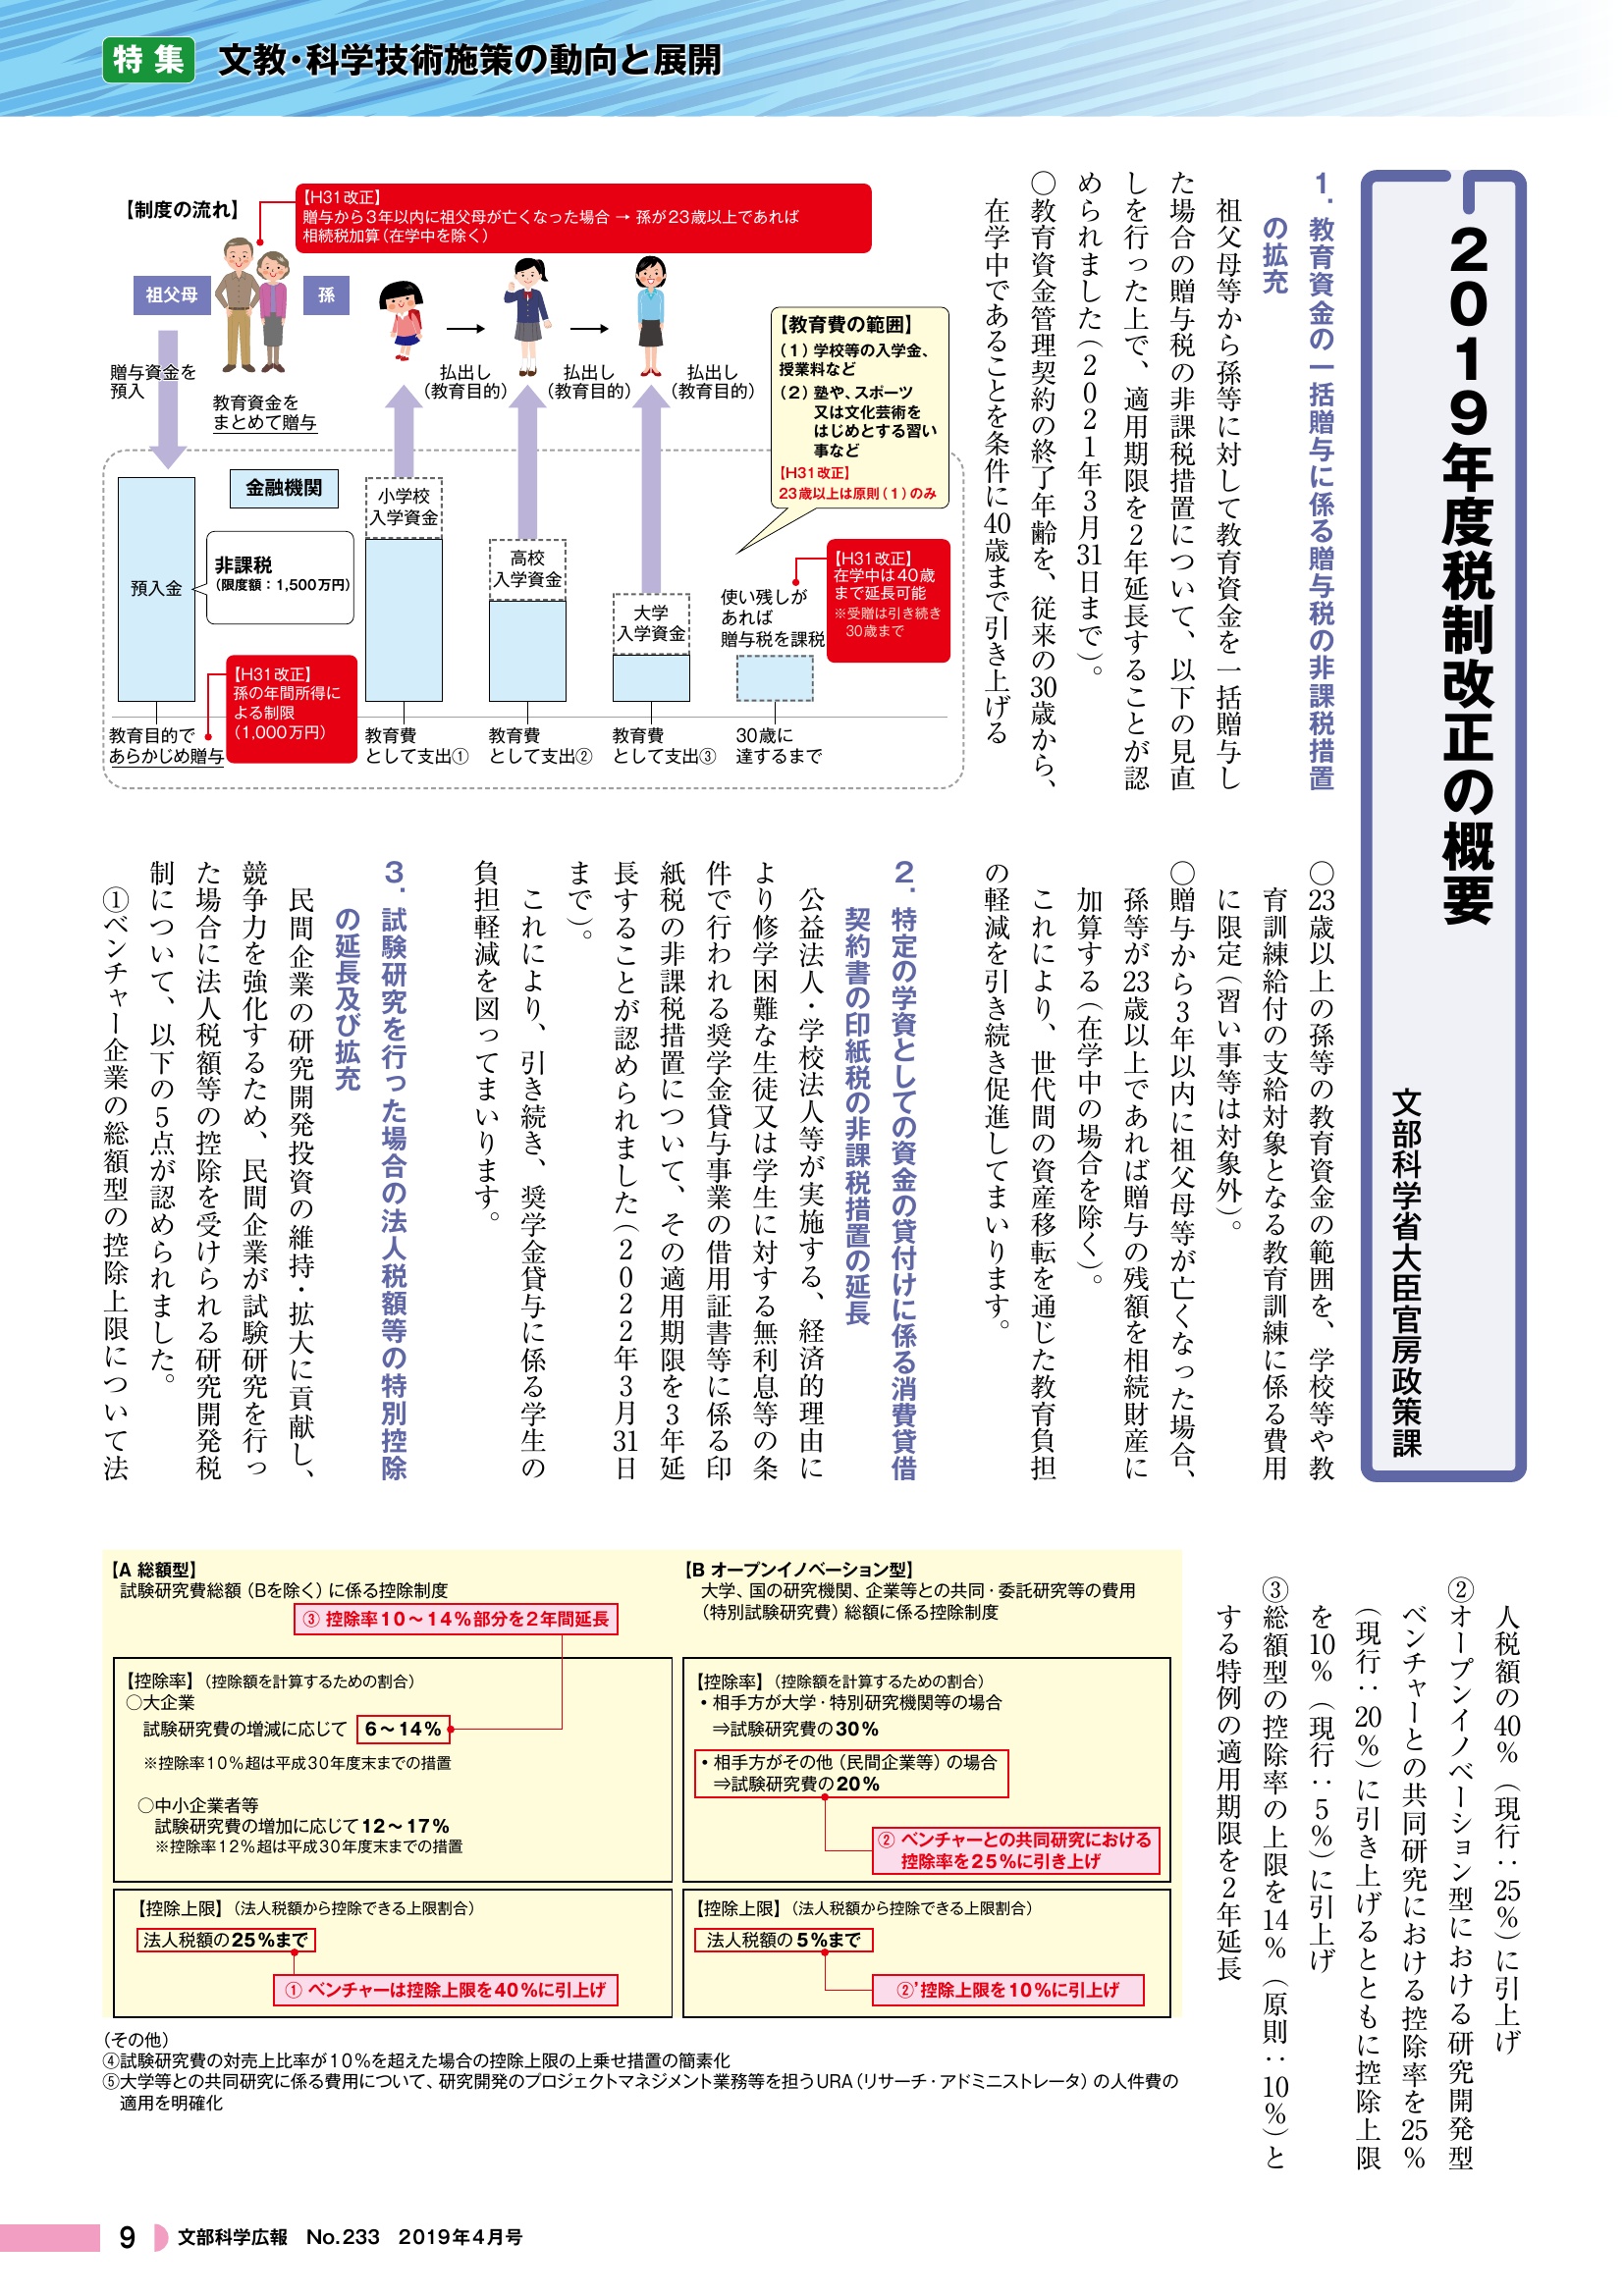 特集 文教・科学技術施策の動向と展開
2019年度税制改正の概要
文部科学省大臣官房政策課
1. 教育資金の一括贈与に係る贈与税の非課税措置
の拡充
祖父母等から孫等に対して教育資金を一括贈与し
た場合の贈与税の非課税措置について、以下の見直
しを行った上で、適用期限を2年延長することが認
められました(2021年3月31日まで)。
○教育資金管理契約の終了年齢を、従来の30歳から、
在学中であることを条件に40歳まで引き上げる
【制度の流れ】
【H31改正】
贈与から3年以内に祖父母が亡くなった場合 → 孫が23歳以上であれば
相続税加算(在学中を除く)
祖父母
孫
贈与資金を
預入
教育資金を
まとめて贈与
払出し
(教育目的)
払出し
(教育目的)
払出し
(教育目的)
【教育費の範囲】
(1)学校等の入学金、
授業料など
(2)塾や、スポーツ
又は文化芸術を
はじめとする習い
事など
【H31改正】
23歳以上は原則(1)のみ
金融機関
預入金
非課税
(限度額:1,500万円)
小学校
入学資金
高校
入学資金
大学
入学資金
使い残しが
あれば
贈与税を課税
【H31改正】
在学中は40歳
まで延長可能
※受贈は引き続き
30歳まで
【H31改正】
孫の年間所得に
よる制限
(1,000万円)
教育目的で
あらかじめ贈与
教育費
として支出①
教育費
として支出②
教育費
として支出③
30歳に
達するまで
○23歳以上の孫等の教育資金の範囲を、学校等や教
育訓練給付の支給対象となる教育訓練に係る費用
に限定(習い事等は対象外)。
○贈与から3年以内に祖父母等が亡くなった場合、
孫等が23歳以上であれば贈与の残額を相続財産に
加算する(在学中の場合を除く)。
これにより、世代間の資産移転を通じた教育負担
の軽減を引き続き促進してまいります。
2. 特定の学資としての資金の貸付けに係る消費貸借
契約書の印紙税の非課税措置の延長
公益法人・学校法人等が実施する、経済的理由に
より修学困難な生徒又は学生に対する無利息等の条
件で行われる奨学金貸与事業の借用証書等に係る印
紙税の非課税措置について、その適用期限を3年延
長することが認められました(2022年3月31日
まで)。
これにより、引き続き、奨学金貸与に係る学生の
負担軽減を図ってまいります。
3. 試験研究を行った場合の法人税額等の特別控除
の延長及び拡充
民間企業の研究開発投資の維持・拡大に貢献し、
競争力を強化するため、民間企業が試験研究を行っ
た場合に法人税額等の控除を受けられる研究開発税
制について、以下の5点が認められました。
①ベンチャー企業の総額型の控除上限について法
人税額の40%(現行:25%)に引上げ
②オープンイノベーション型における研究開発型
ベンチャーとの共同研究における控除率を25%
(現行:20%)に引き上げるとともに控除上限
を10%(現行:5%)に引上げ
③総額型の控除率の上限を14%(原則:10%)と
する特例の適用期限を2年延長
【A 総額型】
試験研究費総額(Bを除く)に係る控除制度
③ 控除率10〜14%部分を2年間延長
【控除率】(控除額を計算するための割合)
○大企業
試験研究費の増減に応じて 6〜14%
※控除率10%超は平成30年度末までの措置
○中小企業者等
試験研究費の増加に応じて12〜17%
※控除率12%超は平成30年度末までの措置
【控除上限】(法人税額から控除できる上限割合)
法人税額の25%まで
① ベンチャーは控除上限を40%に引上げ
【B オープンイノベーション型】
大学、国の研究機関、企業等との共同・委託研究等の費用
(特別試験研究費)総額に係る控除制度
【控除率】(控除額を計算するための割合)
・相手方が大学・特別研究機関等の場合
⇒試験研究費の30%
・相手方がその他(民間企業等)の場合
⇒試験研究費の20%
② ベンチャーとの共同研究における
控除率を25%に引き上げ
【控除上限】(法人税額から控除できる上限割合)
法人税額の5%まで
②'控除上限を10%に引上げ
(その他)
④試験研究費の対売上比率が10%を超えた場合の控除上限の上乗せ措置の簡素化
⑤大学等との共同研究に係る費用について、研究開発のプロジェクトマネジメント業務等を担うURA(リサーチ・アドミニストレータ)の人件費の
適用を明確化
9 文部科学広報 No.233 2019年4月号